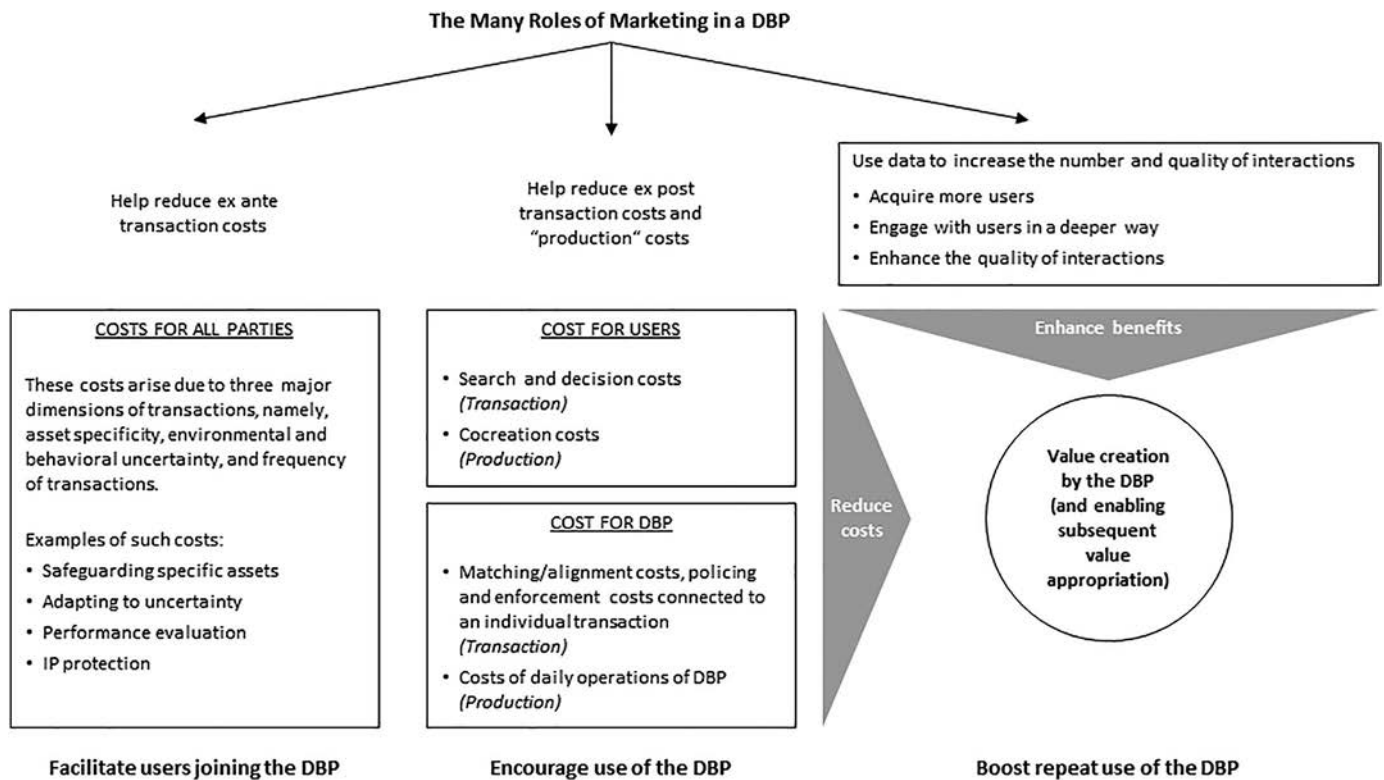 The Many Roles of Marketing in a DBP
Help reduce ex ante
transaction costs
Help reduce ex post
transaction costs and
“production“ costs
Use data to increase the number and quality of interactions
• Acquire more users
• Engage with users in a deeper way
• Enhance the quality of interactions
COSTS FOR ALL PARTIES
These costs arise due to three major
dimensions of transactions, namely,
asset specificity, environmental and
behavioral uncertainty, and frequency
of transactions.
Examples of such costs:
• Safeguarding specific assets
• Adapting to uncertainty
• Performance evaluation
• IP protection
COST FOR USERS
• Search and decision costs
(Transaction)
• Cocreation costs
(Production)
COST FOR DBP
• Matching/alignment costs, policing
and enforcement costs connected to
an individual transaction
(Transaction)
• Costs of daily operations of DBP
(Production)
Reduce
costs
Enhance benefits
Value creation
by the DBP
(and enabling
subsequent
value
appropriation)
Facilitate users joining the DBP
Encourage use of the DBP
Boost repeat use of the DBP